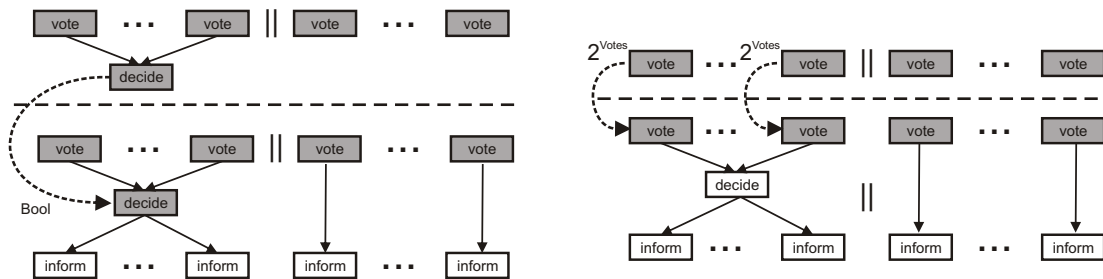 vote ... vote || vote ... vote
decide
vote ... vote || vote ... vote
decide
Bool
inform ... inform inform ... inform
2^Votes 2^Votes
vote ... vote || vote ... vote
vote ... vote vote ... vote
decide
||
inform ... inform inform ... inform